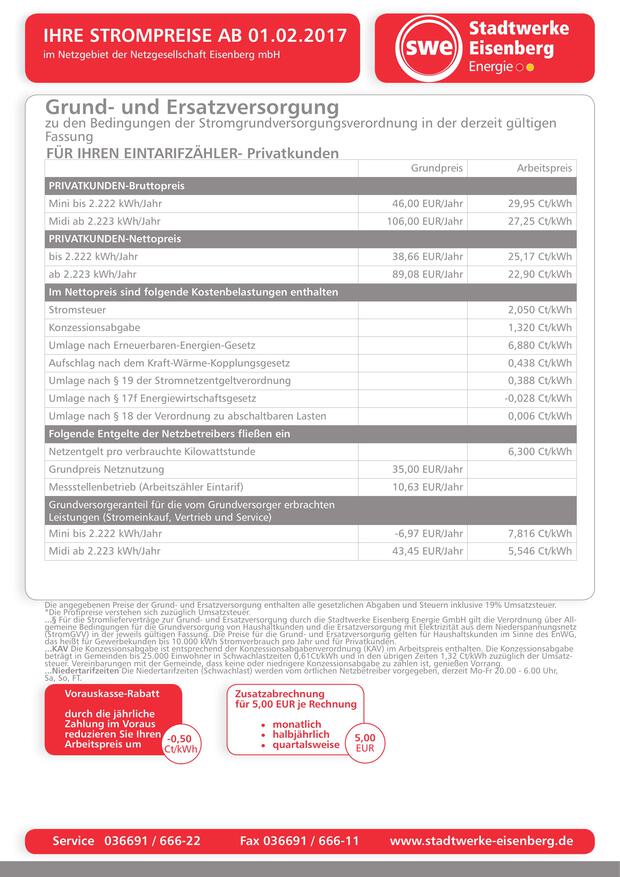 IHRE STROMPREISE AB 01.02.2017
im Netzgebiet der Netzgesellschaft Eisenberg mbH
swe
Stadtwerke
Eisenberg
Energie
Grund- und Ersatzversorgung
zu den Bedingungen der Stromgrundversorgungsverordnung in der derzeit gültigen
Fassung
FÜR IHREN EINTARIFZÄHLER- Privatkunden
Grundpreis Arbeitspreis
PRIVATKUNDEN-Bruttopreis
Mini bis 2.222 kWh/Jahr 46,00 EUR/Jahr 29,95 Ct/kWh
Midi ab 2.223 kWh/Jahr 106,00 EUR/Jahr 27,25 Ct/kWh
PRIVATKUNDEN-Nettopreis
bis 2.222 kWh/Jahr 38,66 EUR/Jahr 25,17 Ct/kWh
ab 2.223 kWh/Jahr 89,08 EUR/Jahr 22,90 Ct/kWh
Im Nettopreis sind folgende Kostenbelastungen enthalten
Stromsteuer 2,050 Ct/kWh
Konzessionsabgabe 1,320 Ct/kWh
Umlage nach Erneuerbaren-Energien-Gesetz 6,880 Ct/kWh
Aufschlag nach dem Kraft-Wärme-Kopplungsgesetz 0,438 Ct/kWh
Umlage nach § 19 der Stromnetzentgeltverordnung 0,388 Ct/kWh
Umlage nach § 17f Energiewirtschaftsgesetz -0,028 Ct/kWh
Umlage nach § 18 der Verordnung zu abschaltbaren Lasten 0,006 Ct/kWh
Folgende Entgelte der Netzbetreibers fließen ein
Netzentgelt pro verbrauchte Kilowattstunde 6,300 Ct/kWh
Grundpreis Netznutzung 35,00 EUR/Jahr
Messstellenbetrieb (Arbeitszähler Eintarif) 10,63 EUR/Jahr
Grundversorgeranteil für die vom Grundversorger erbrachten
Leistungen (Stromeinkauf, Vertrieb und Service)
Mini bis 2.222 kWh/Jahr -6,97 EUR/Jahr 7,816 Ct/kWh
Midi ab 2.223 kWh/Jahr 43,45 EUR/Jahr 5,546 Ct/kWh
Die angegebenen Preise der Grund- und Ersatzversorgung enthalten alle gesetzlichen Abgaben und Steuern inklusive 19% Umsatzsteuer.
*Die Profipreise verstehen sich zuzüglich Umsatzsteuer.
...§ Für die Stromlieferverträge zur Grund- und Ersatzversorgung durch die Stadtwerke Eisenberg Energie GmbH gilt die Verordnung über All-
gemeine Bedingungen für die Grundversorgung von Haushaltkunden und die Ersatzversorgung mit Elektrizität aus dem Niederspannungsnetz
(StromGVV) in der jeweils gültigen Fassung. Die Preise für die Grund- und Ersatzversorgung gelten für Haushaltskunden im Sinne des EnWG,
das heißt für Gewerbekunden bis 10.000 kWh Stromverbrauch pro Jahr und für Privatkunden.
...KAV Die Konzessionsabgabe ist entsprechend der Konzessionsabgabenverordnung (KAV) im Arbeitspreis enthalten. Die Konzessionsabgabe
beträgt in Gemeinden bis 25.000 Einwohner in Schwachlastzeiten 0,61Ct/kWh und in den übrigen Zeiten 1,32 Ct/kWh zuzüglich der Umsatz-
steuer. Vereinbarungen mit der Gemeinde, dass keine oder niedrigere Konzessionsabgabe zu zahlen ist, genießen Vorrang.
...Niedertarifzeiten Die Niedertarifzeiten (Schwachlast) werden vom örtlichen Netzbetreiber vorgegeben, derzeit Mo-Fr 20.00 - 6.00 Uhr,
Sa, So, FT.
Vorauskasse-Rabatt
durch die jährliche
Zahlung im Voraus
reduzieren Sie Ihren
Arbeitspreis um
-0,50
Ct/kWh
Zusatzabrechnung
für 5,00 EUR je Rechnung
• monatlich
• halbjährlich
• quartalsweise
5,00
EUR
Service 036691 / 666-22 Fax 036691 / 666-11 www.stadtwerke-eisenberg.de